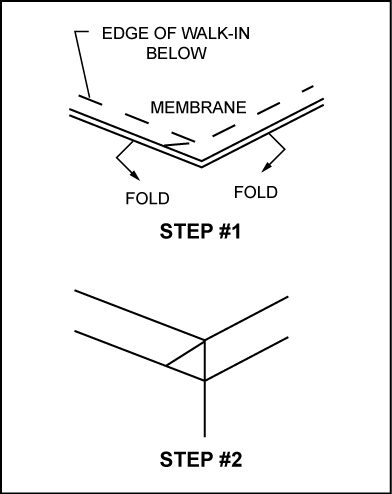 EDGE OF WALK-IN
BELOW
MEMBRANE
FOLD
FOLD
STEP #1
STEP #2